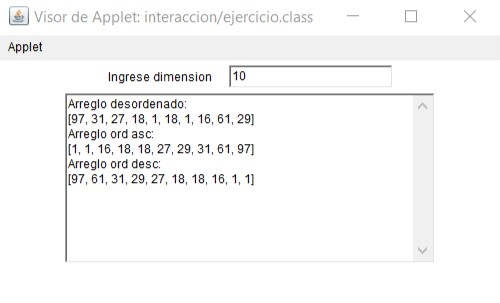 Visor de Applet: interaccion/ejercicio.class
Applet
Ingrese dimension 10
Arreglo desordenado:
[97, 31, 27, 18, 1, 18, 1, 16, 61, 29]
Arreglo ord asc:
[1, 1, 16, 18, 18, 27, 29, 31, 61, 97]
Arreglo ord desc:
[97, 61, 31, 29, 27, 18, 18, 16, 1, 1]